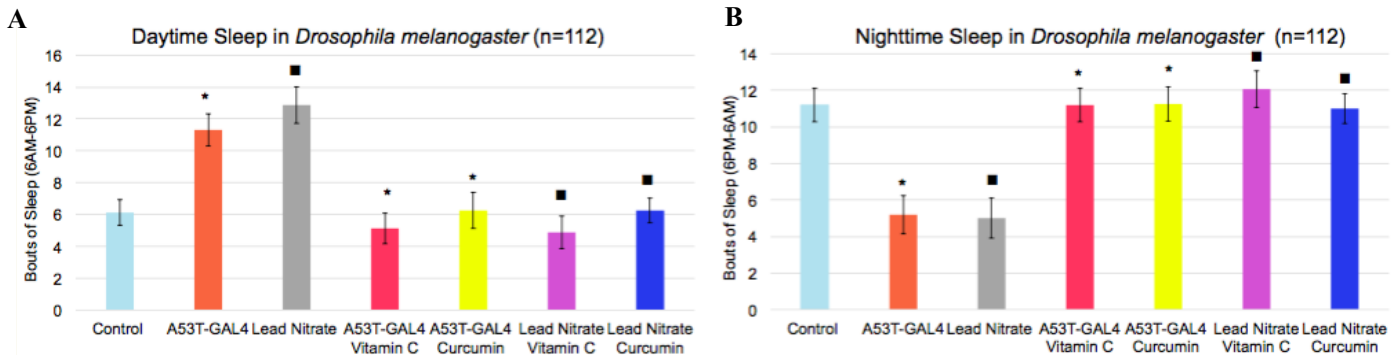 A
Daytime Sleep in Drosophila melanogaster (n=112)
Bouts of Sleep (6AM-6PM)
16
14
12
10
8
6
4
2
0
*
■
*
*
■
■
Control A53T-GAL4 Lead Nitrate A53T-GAL4 A53T-GAL4 Lead Nitrate Lead Nitrate
Vitamin C Curcumin Vitamin C Curcumin
B
Nighttime Sleep in Drosophila melanogaster (n=112)
Bouts of Sleep (6PM-6AM)
14
12
10
8
6
4
2
0
*
■
*
*
■
■
Control A53T-GAL4 Lead Nitrate A53T-GAL4 A53T-GAL4 Lead Nitrate Lead Nitrate
Vitamin C Curcumin Vitamin C Curcumin